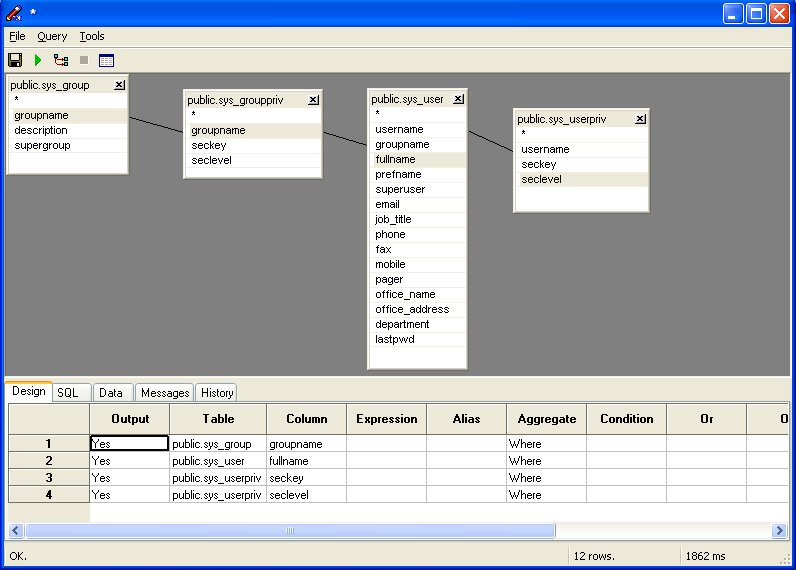 *
File Query Tools
public.sys_group
*
groupname
description
supergroup
public.sys_grouppriv
*
groupname
seckey
seclevel
public.sys_user
*
username
groupname
fullname
prefname
superuser
email
job_title
phone
fax
mobile
pager
office_name
office_address
department
lastpwd
public.sys_userpriv
*
username
seckey
seclevel
Design SQL Data Messages History
Output Table Column Expression Alias Aggregate Condition Or O
1 Yes public.sys_group groupname Where
2 Yes public.sys_user fullname Where
3 Yes public.sys_userpriv seckey Where
4 Yes public.sys_userpriv seclevel Where
OK. 12 rows. 1862 ms